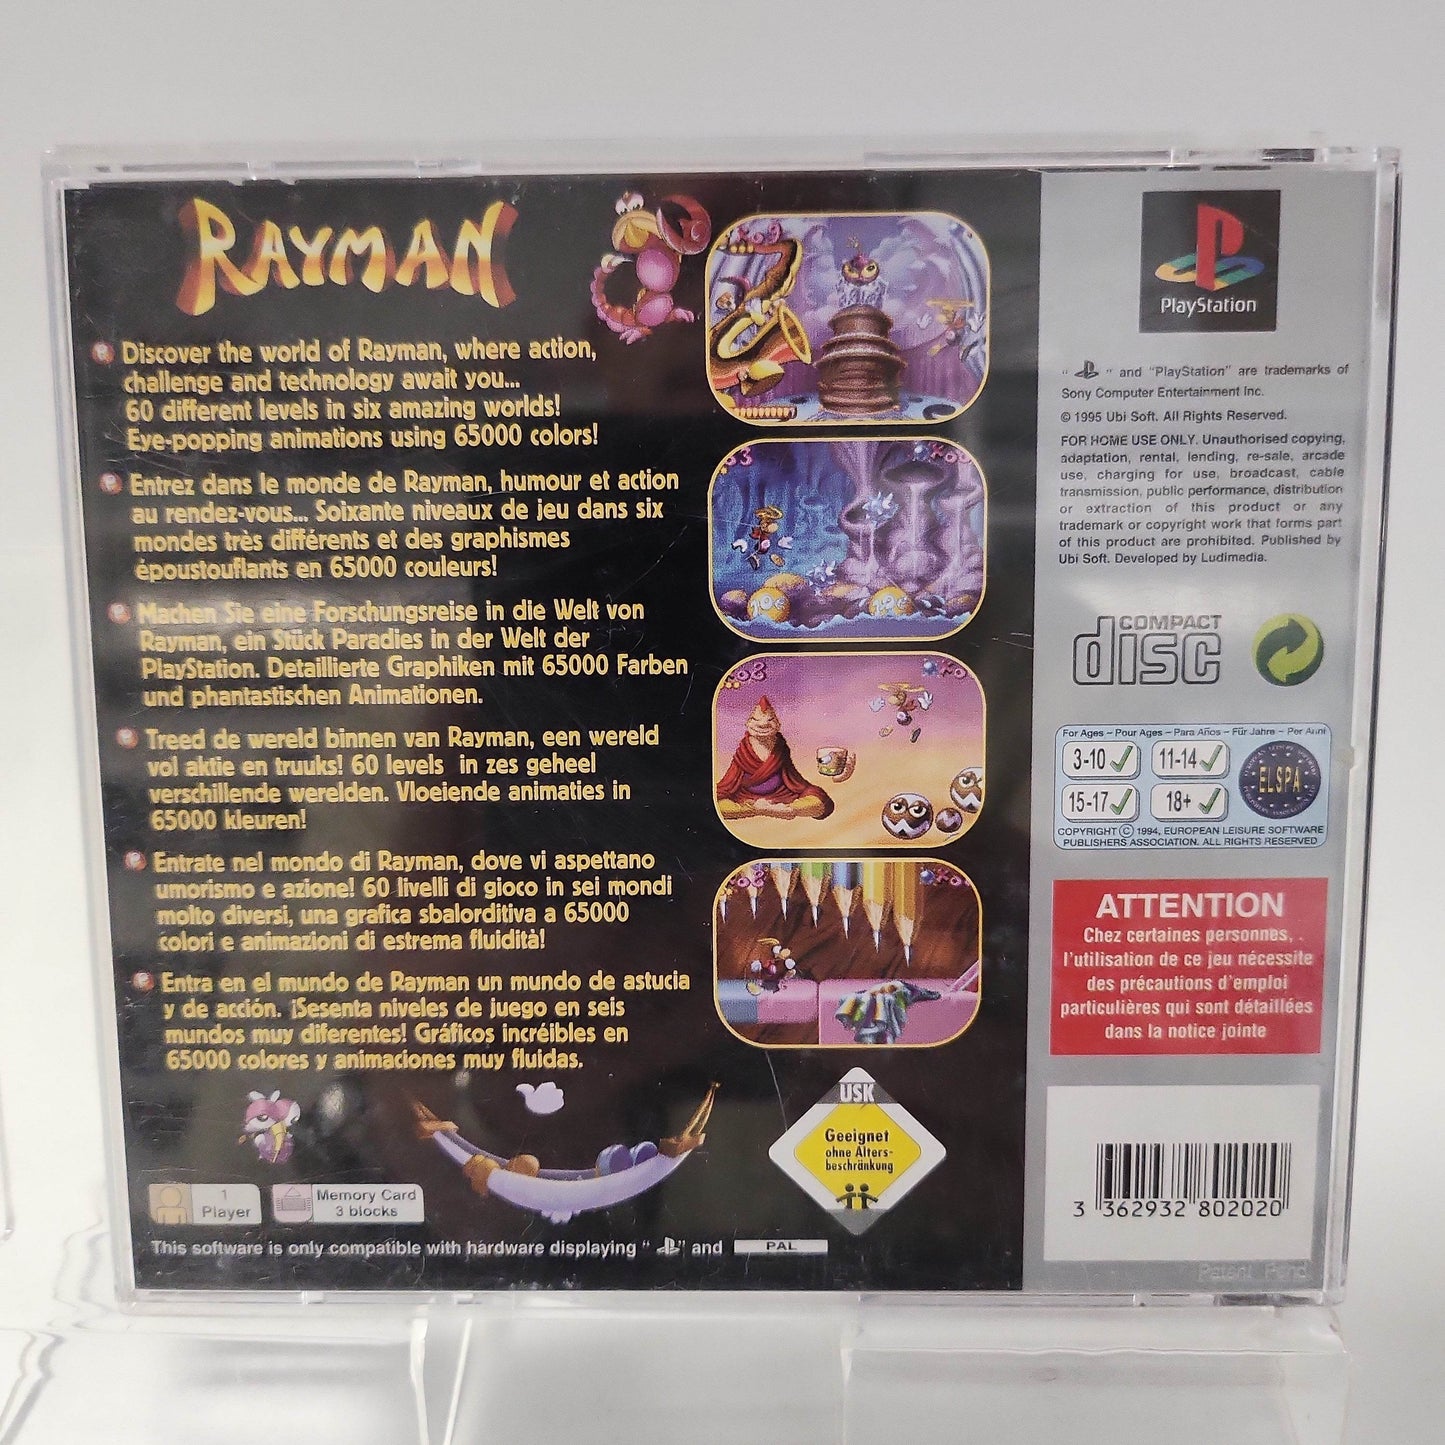 RAYMAN
Discover the world of Rayman, where action,
challenge and technology await you...
60 different levels in six amazing worlds!
Eye-popping animations using 65000 colors!
Entrez dans le monde de Rayman, humour et action
au rendez-vous... Soixante niveaux de jeu dans six
mondes très différents et des graphismes
époustouflants en 65000 couleurs!
Machen Sie eine Forschungsreise in die Welt von
Rayman, ein Stück Paradies in der Welt der
PlayStation. Detaillierte Graphiken mit 65000 Farben
und phantastischen Animationen.
Treed de wereld binnen van Rayman, een wereld
vol aktie en truuks! 60 levels in zes geheel
verschillende werelden. Vloeiende animaties in
65000 kleuren!
Entrate nel mondo di Rayman, dove vi aspettano
umorismo e azione! 60 livelli di gioco in sei mondi
molto diversi, una grafica sbalorditiva a 65000
colori e animazioni di estrema fluidità!
Entra en el mundo de Rayman un mundo de astucia
y de acción. ¡Sesenta niveles de juego en seis
mundos muy diferentes! Gráficos incréibles en
65000 colores y animaciones muy fluidas.
1
Player
Memory Card
3 blocks
This software is only compatible with hardware displaying " " and PAL
USK
Geeignet
ohne Alters-
beschränkung
PlayStation
" " and "PlayStation" are trademarks of
Sony Computer Entertainment Inc.
© 1995 Ubi Soft. All Rights Reserved.
FOR HOME USE ONLY. Unauthorised copying,
adaptation, rental, lending, re-sale, arcade
use, charging for use, broadcast, cable
transmission, public performance, distribution
or extraction of this product or any
trademark or copyright work that forms part
of this product are prohibited. Published by
Ubi Soft. Developed by Ludimedia.
COMPACT
disc
For Ages – Pour Ages – Para Años – Für Jahre – Per Anni
3-10 11-14
15-17 18+
ELSPA
COPYRIGHT © 1994, EUROPEAN LEISURE SOFTWARE
PUBLISHERS ASSOCIATION. ALL RIGHTS RESERVED
ATTENTION
Chez certaines personnes,
l'utilisation de ce jeu nécessite
des précautions d'emploi
particulières qui sont détaillées
dans la notice jointe
3 362932 802020
Patent Pend